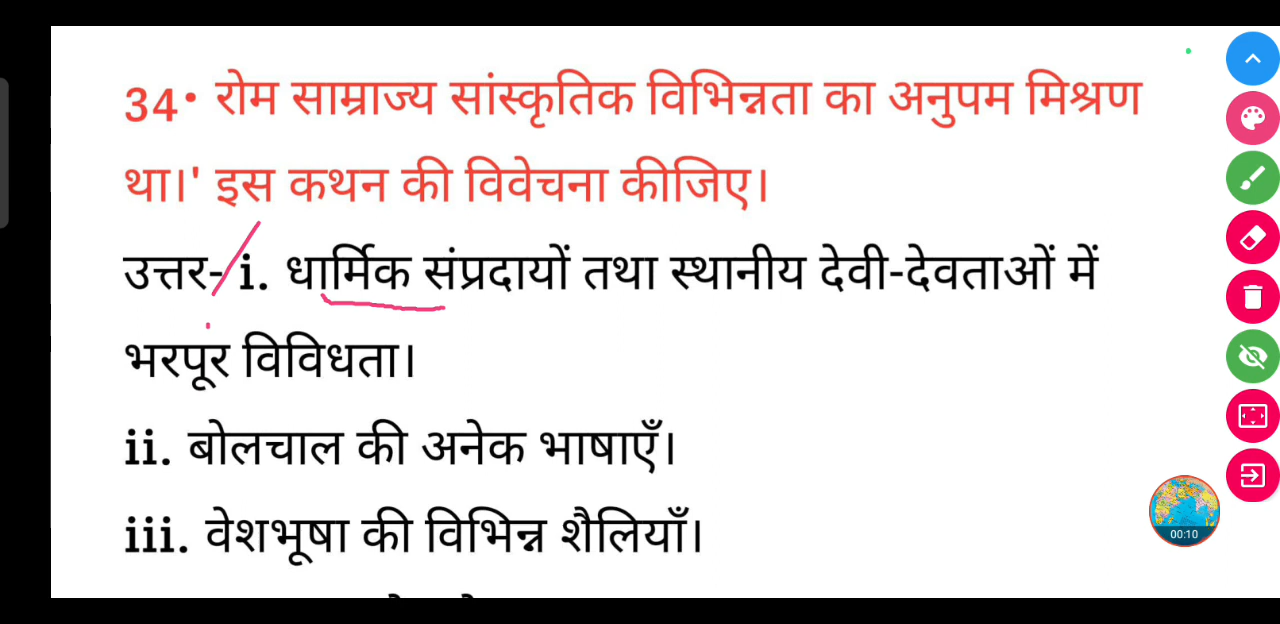 34• रोम साम्राज्य सांस्कृतिक विभिन्नता का अनुपम मिश्रण
था।' इस कथन की विवेचना कीजिए।
उत्तर- i. धार्मिक संप्रदायों तथा स्थानीय देवी-देवताओं में
भरपूर विविधता।
ii. बोलचाल की अनेक भाषाएँ।
iii. वेशभूषा की विभिन्न शैलियाँ।
00:10